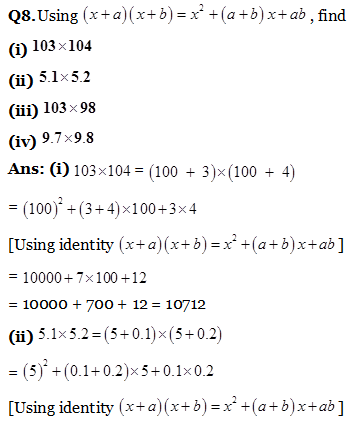 Q8. Using (x+a)(x+b) = x² +(a+b)x+ab, find
(i) 103×104
(ii) 5.1×5.2
(iii) 103×98
(iv) 9.7×9.8
Ans: (i) 103×104 = (100 + 3)×(100 + 4)
= (100)² +(3+4)×100+3×4
[Using identity (x+a)(x+b) = x² +(a+b)x+ab]
= 10000+7×100+12
= 10000 + 700 + 12 = 10712
(ii) 5.1×5.2 = (5+0.1)×(5+0.2)
= (5)² +(0.1+0.2)×5+0.1×0.2
[Using identity (x+a)(x+b) = x² +(a+b)x+ab]